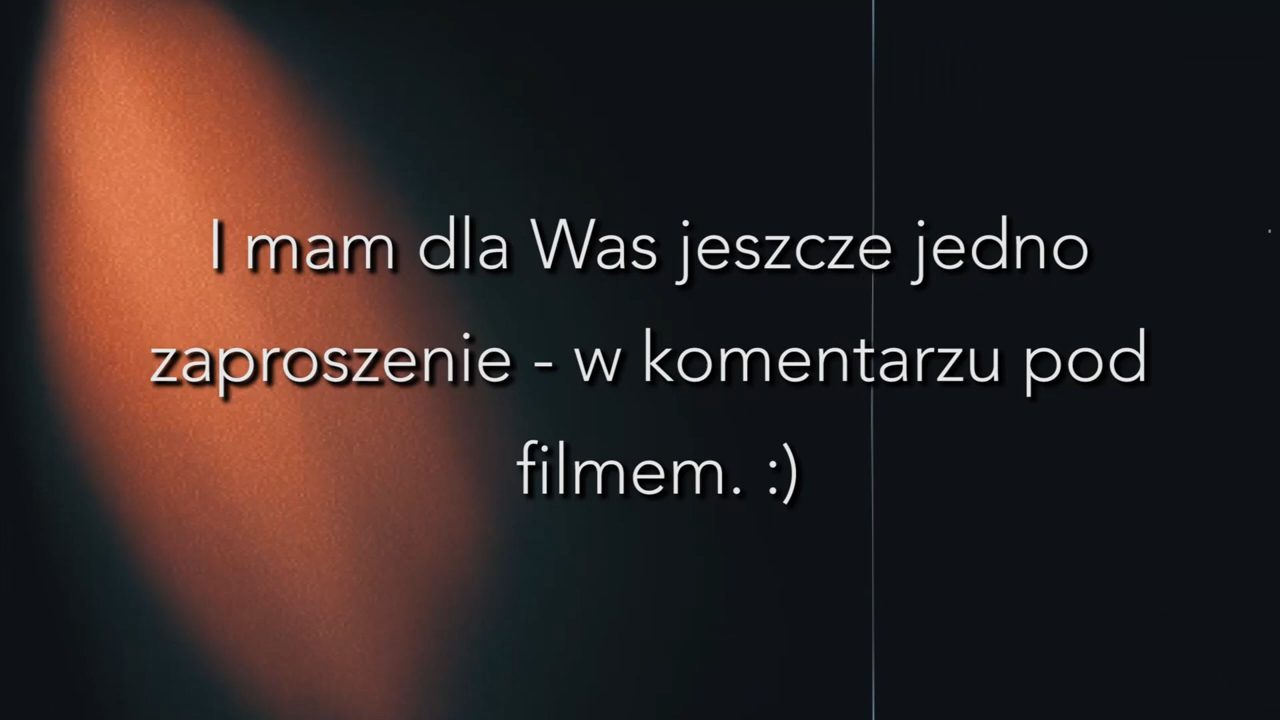 I mam dla Was jeszcze jedno
zaproszenie - w komentarzu pod
filmem. :)